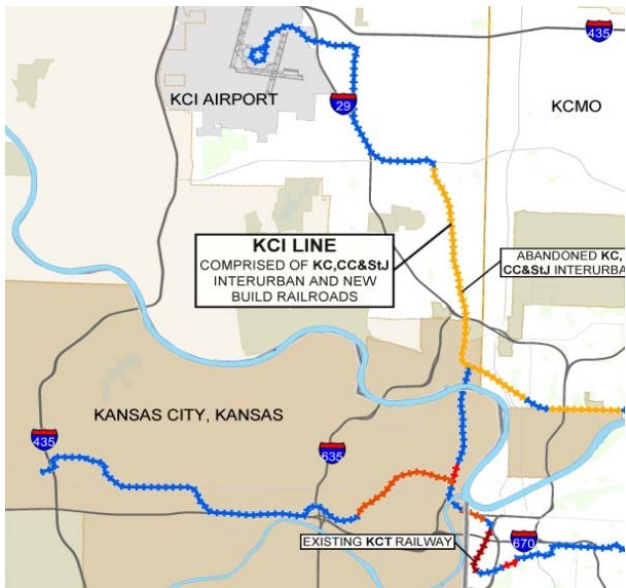 435
KCI AIRPORT
29
KCMO
KCI LINE
COMPRISED OF KC,CC&StJ
INTERURBAN AND NEW
BUILD RAILROADS
ABANDONED KC,
CC&StJ INTERURBA
KANSAS CITY, KANSAS
435
635
EXISTING KCT RAILWAY
670